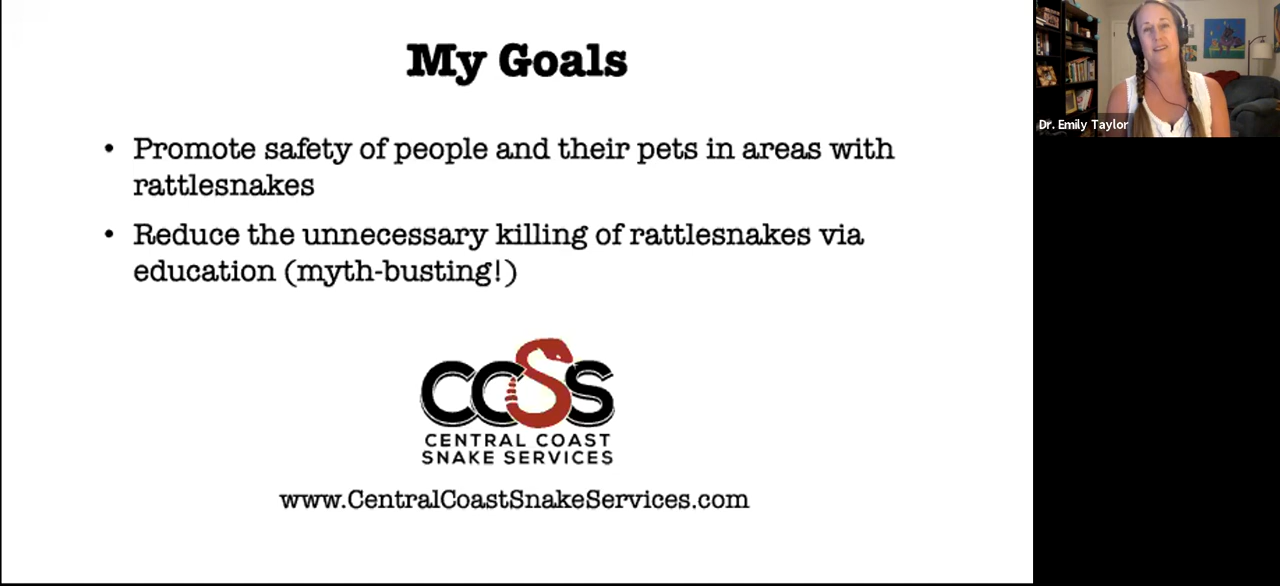 My Goals
• Promote safety of people and their pets in areas with
rattlesnakes
• Reduce the unnecessary killing of rattlesnakes via
education (myth-busting!)
CCSS
CENTRAL COAST
SNAKE SERVICES
www.CentralCoastSnakeServices.com
Dr. Emily Taylor